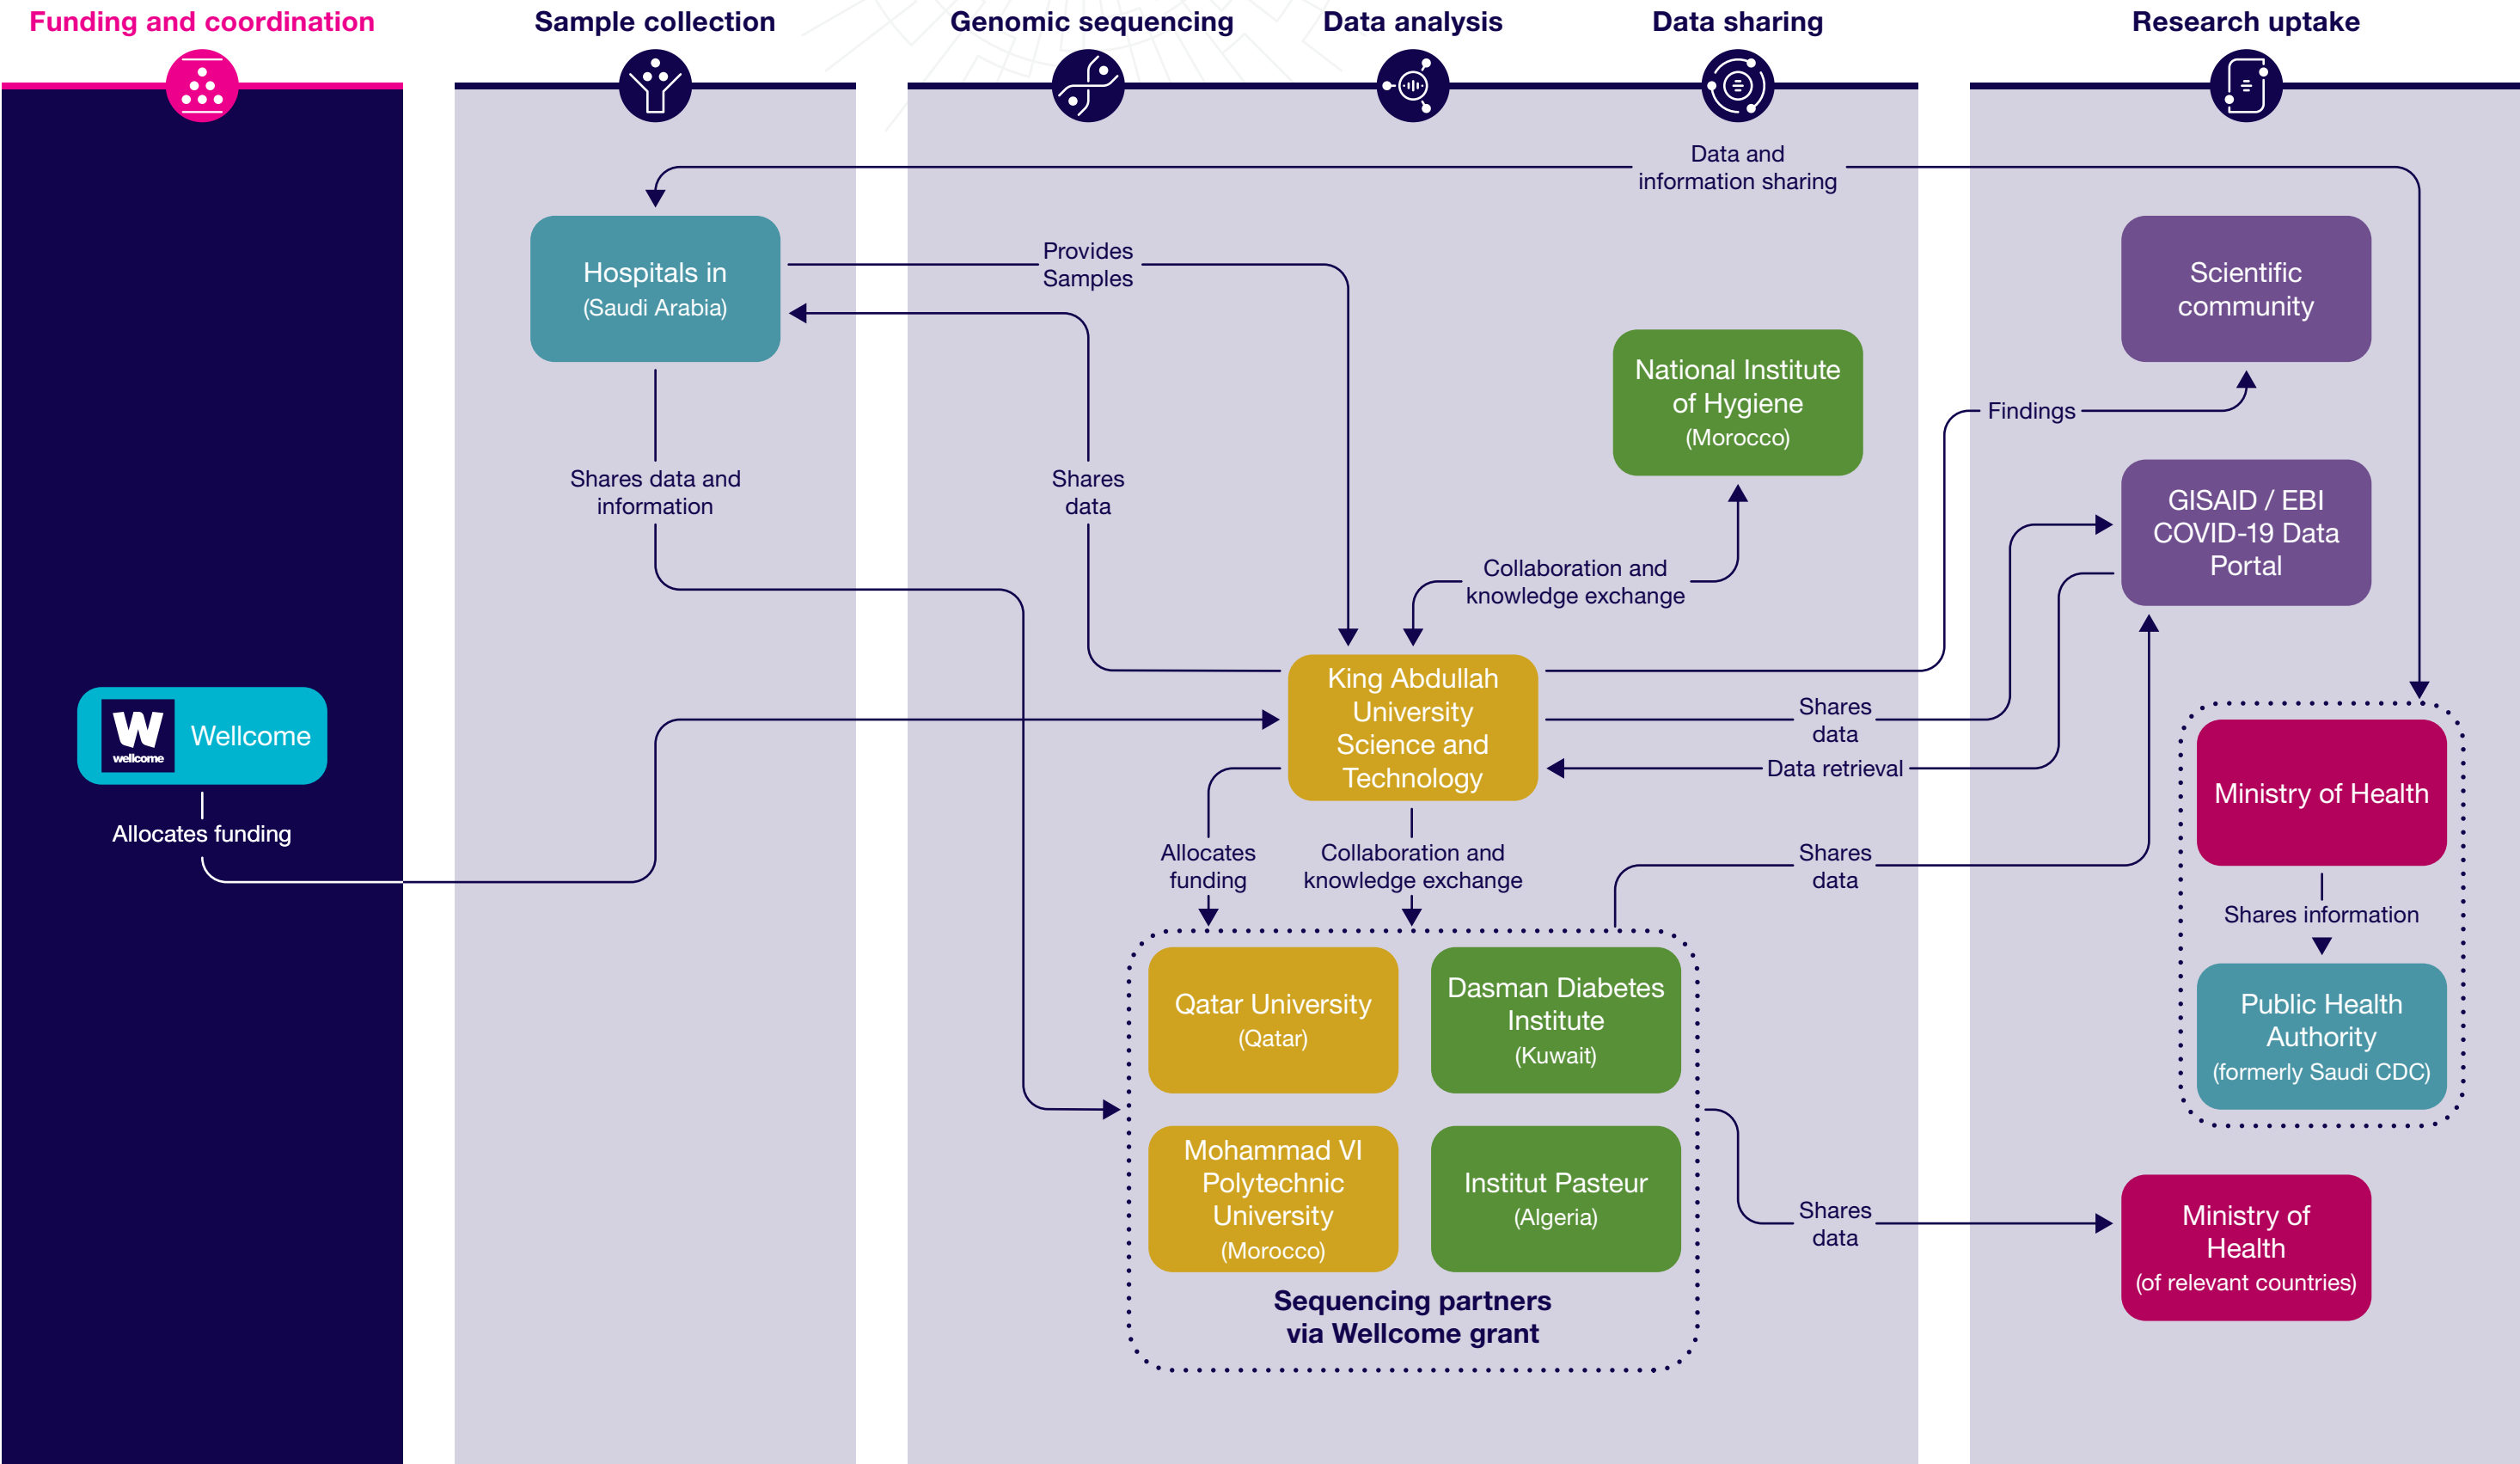 Funding and coordination
Sample collection
Genomic sequencing
Data analysis
Data sharing
Research uptake
Data and
information sharing
Hospitals in
(Saudi Arabia)
Provides
Samples
Scientific
community
National Institute
of Hygiene
(Morocco)
Findings
Shares data and
information
Shares
data
GISAID / EBI
COVID-19 Data
Portal
Collaboration and
knowledge exchange
King Abdullah
University
Science and
Technology
W
wellcome
Wellcome
Allocates funding
Shares
data
Data retrieval
Ministry of Health
Allocates
funding
Collaboration and
knowledge exchange
Shares
data
Shares information
Qatar University
(Qatar)
Dasman Diabetes
Institute
(Kuwait)
Public Health
Authority
(formerly Saudi CDC)
Mohammad VI
Polytechnic
University
(Morocco)
Institut Pasteur
(Algeria)
Shares
data
Ministry of
Health
(of relevant countries)
Sequencing partners
via Wellcome grant